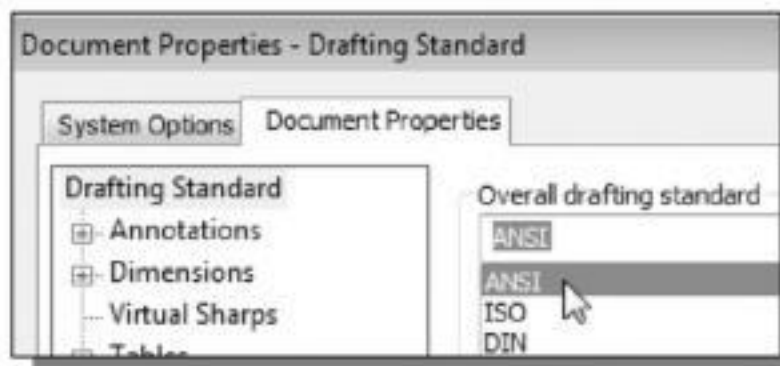 Document Properties - Drafting Standard
System Options
Document Properties
Drafting Standard
Annotations
Dimensions
Virtual Sharps
Tables
Overall drafting standard
ANSI
ANSI
ISO
DIN